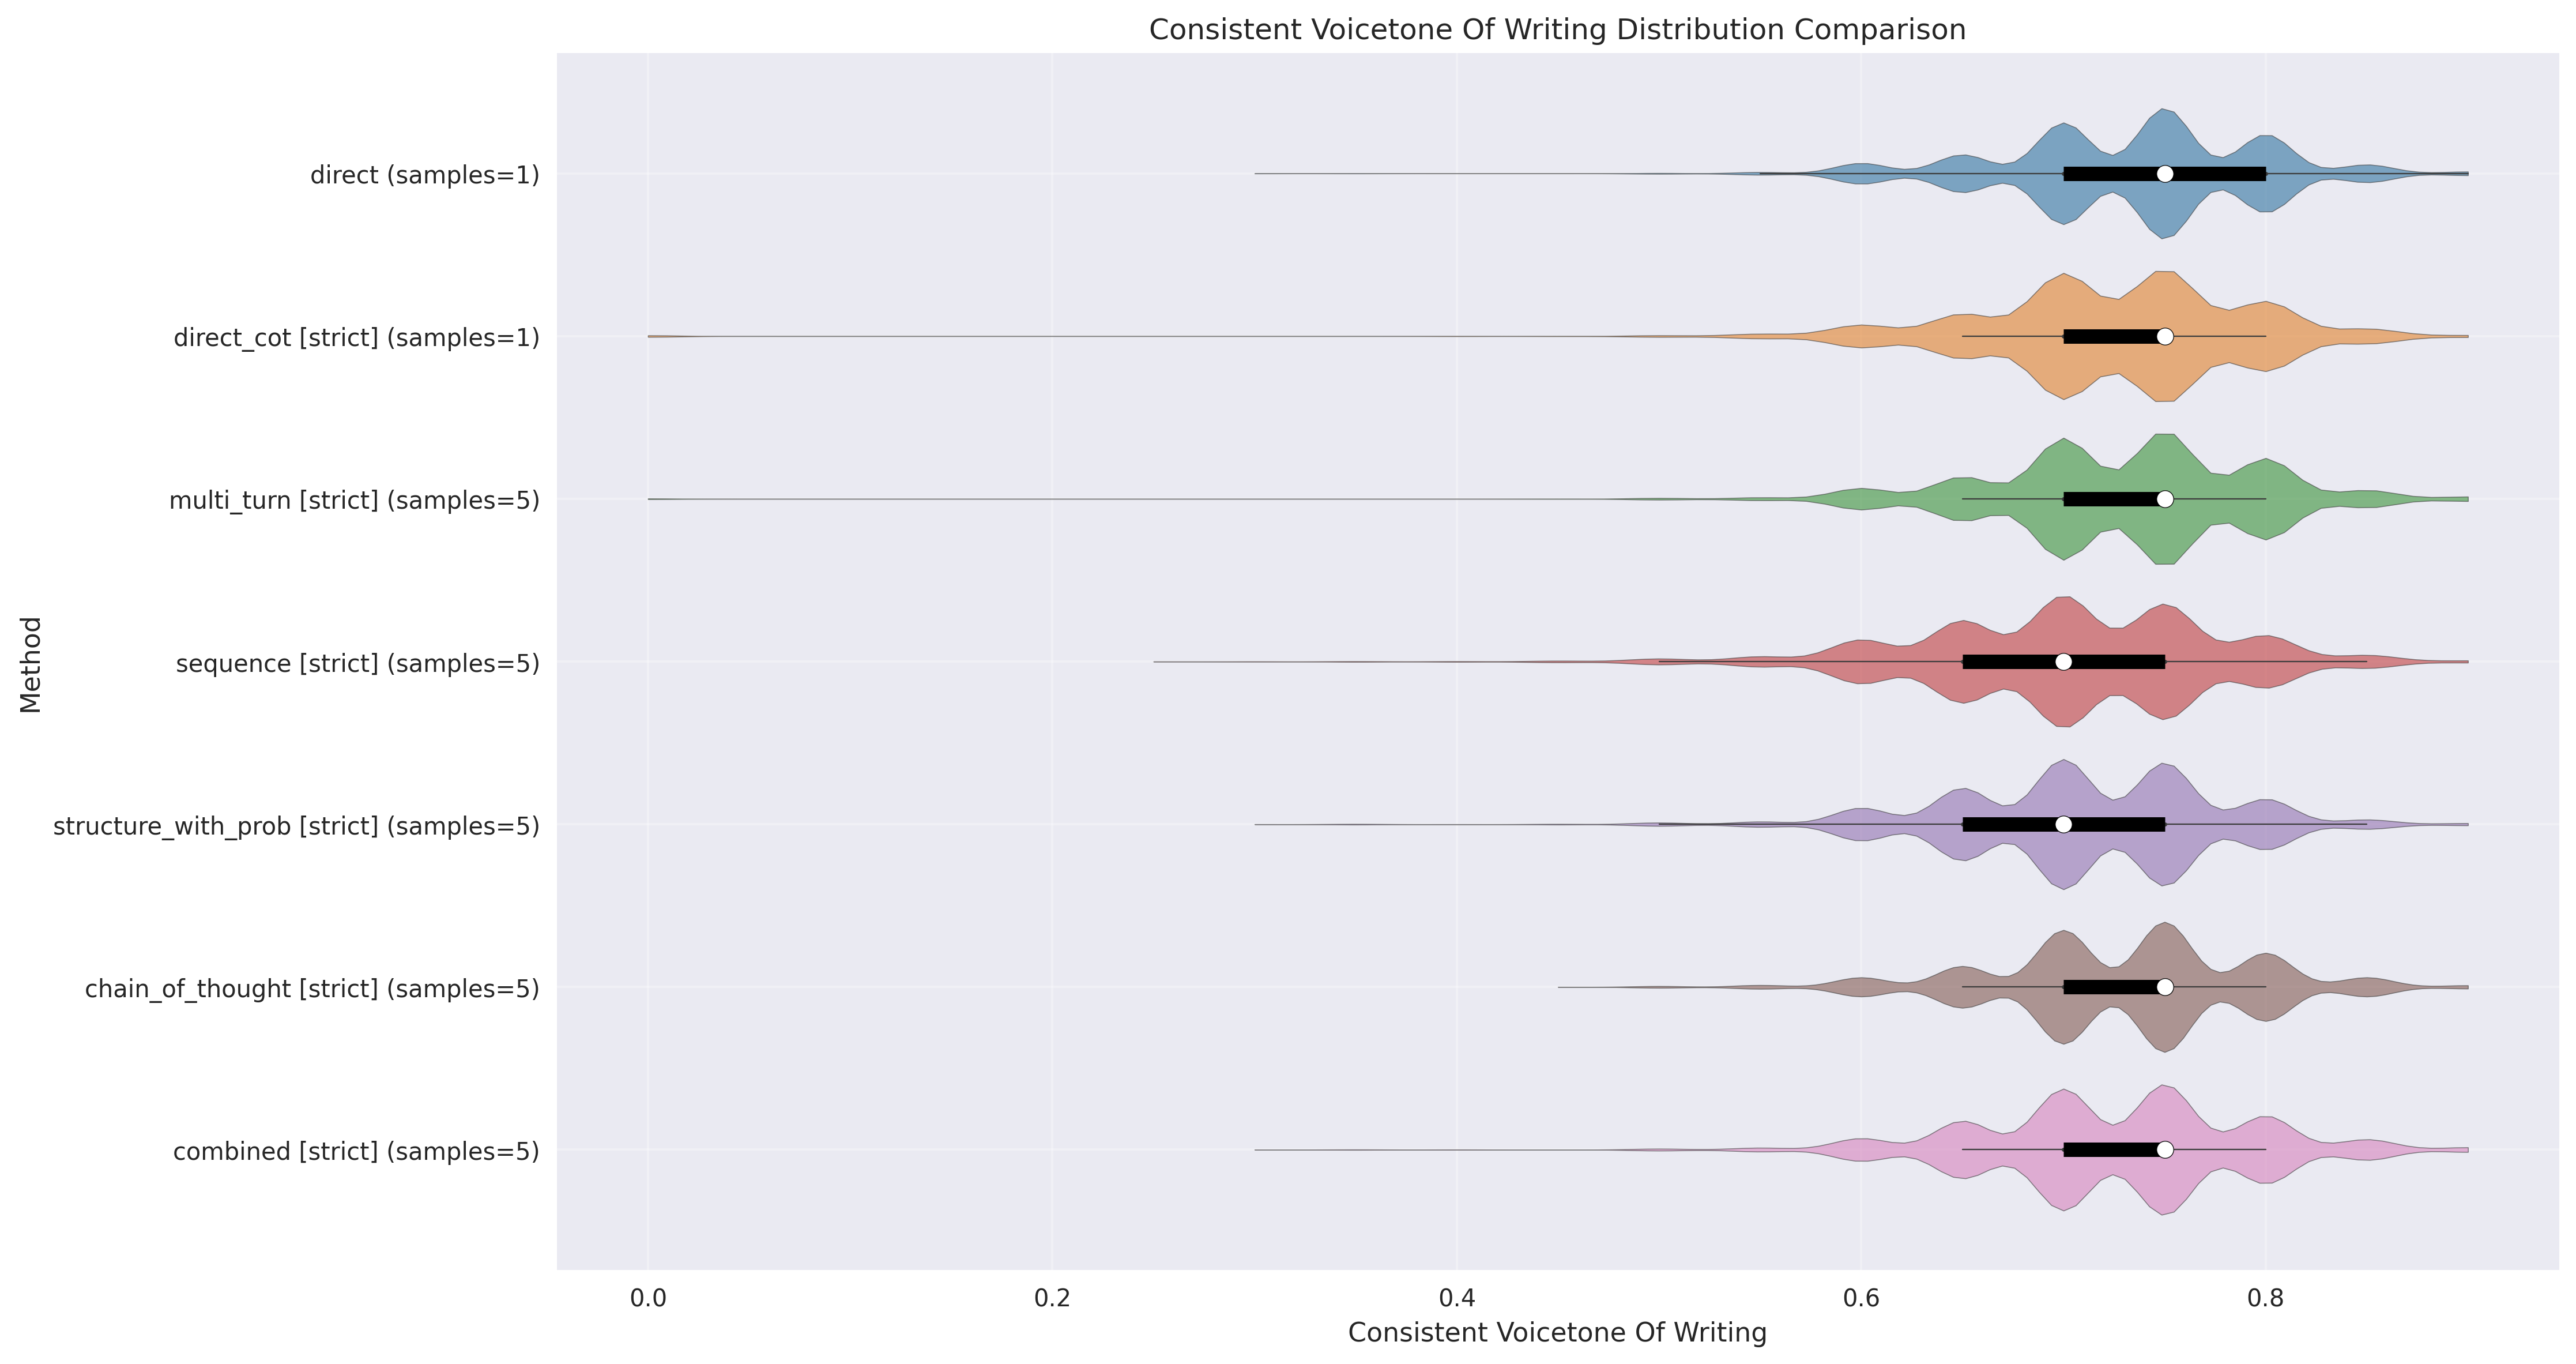 Consistent Voicetone Of Writing Distribution Comparison
Method
direct (samples=1)
direct_cot [strict] (samples=1)
multi_turn [strict] (samples=5)
sequence [strict] (samples=5)
structure_with_prob [strict] (samples=5)
chain_of_thought [strict] (samples=5)
combined [strict] (samples=5)
0.0 0.2 0.4 0.6 0.8
Consistent Voicetone Of Writing